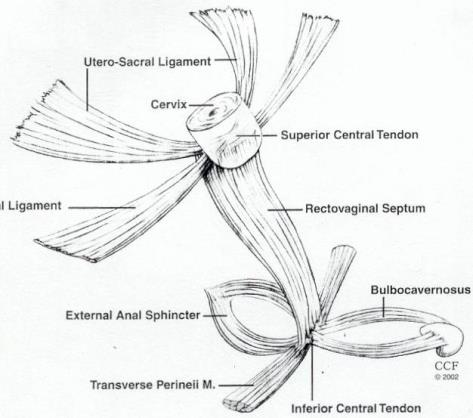 Utero-Sacral Ligament
Cervix
Superior Central Tendon
l Ligament
Rectovaginal Septum
Bulbocavernosus
External Anal Sphincter
CCF
© 2002
Transverse Perineii M.
Inferior Central Tendon